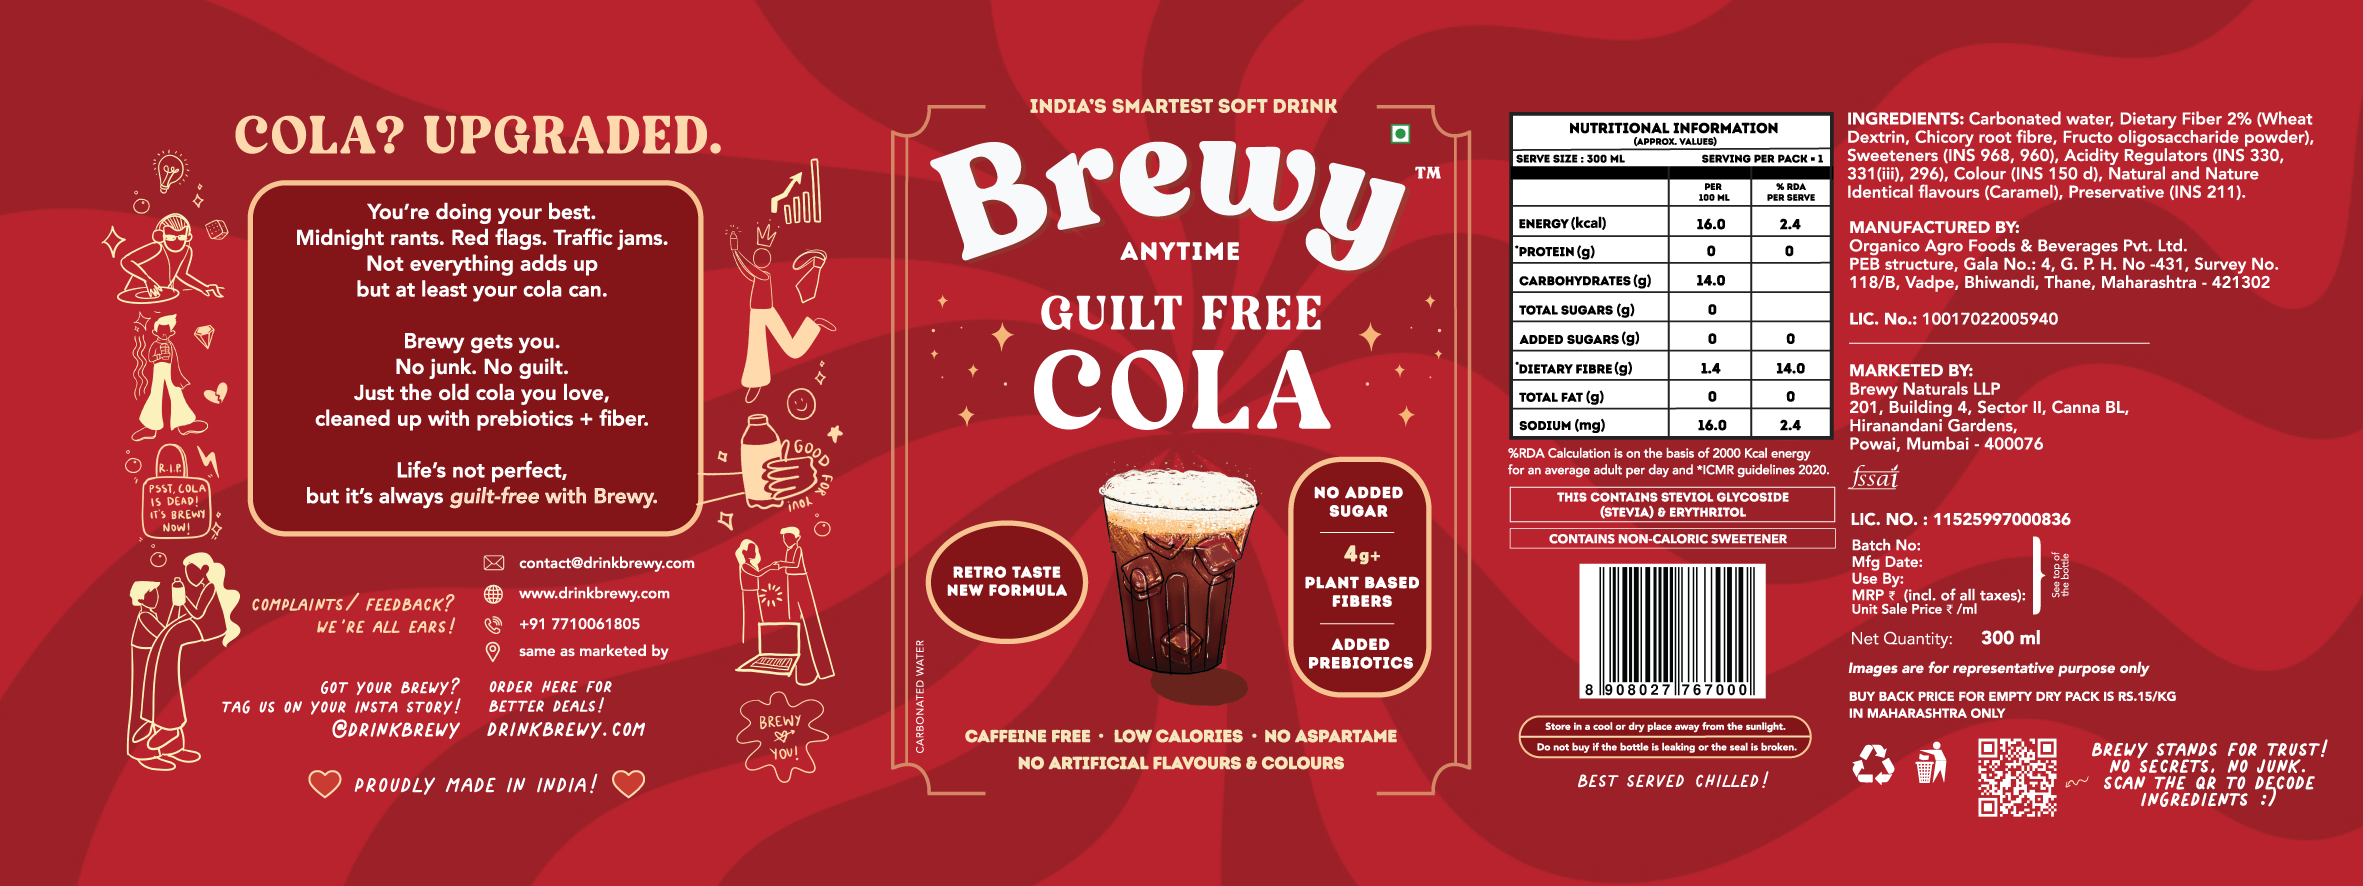 COLA? UPGRADED.
You're doing your best.
Midnight rants. Red flags. Traffic jams.
Not everything adds up
but at least your cola can.
Brewy gets you.
No junk. No guilt.
Just the old cola you love,
cleaned up with prebiotics + fiber.
Life's not perfect,
but it's always guilt-free with Brewy.
R.I.P.
PSST, COLA
IS DEAD!
IT'S BREWY
NOW!
GOOD FOR
YOU!
COMPLAINTS/ FEEDBACK?
WE'RE ALL EARS!
contact@drinkbrewy.com
www.drinkbrewy.com
+91 7710061805
same as marketed by
GOT YOUR BREWY?
TAG US ON YOUR INSTA STORY!
@DRINKBREWY
ORDER HERE FOR
BETTER DEALS!
DRINKBREWY.COM
BREWY
YOU!
PROUDLY MADE IN INDIA!
INDIA'S SMARTEST SOFT DRINK
Brewy™
ANYTIME
GUILT FREE
COLA
RETRO TASTE
NEW FORMULA
NO ADDED
SUGAR
4g+
PLANT BASED
FIBERS
ADDED
PREBIOTICS
CARBONATED WATER
CAFFEINE FREE · LOW CALORIES · NO ASPARTAME
NO ARTIFICIAL FLAVOURS & COLOURS
NUTRITIONAL INFORMATION
(APPROX. VALUES)
SERVE SIZE : 300 ML SERVING PER PACK = 1
PER 100 ML % RDA PER SERVE
ENERGY (kcal) 16.0 2.4
*PROTEIN (g) 0 0
CARBOHYDRATES (g) 14.0
TOTAL SUGARS (g) 0
ADDED SUGARS (g) 0 0
*DIETARY FIBRE (g) 1.4 14.0
TOTAL FAT (g) 0 0
SODIUM (mg) 16.0 2.4
%RDA Calculation is on the basis of 2000 Kcal energy
for an average adult per day and *ICMR guidelines 2020.
THIS CONTAINS STEVIOL GLYCOSIDE
(STEVIA) & ERYTHRITOL
CONTAINS NON-CALORIC SWEETENER
8 908027 767000
Store in a cool or dry place away from the sunlight.
Do not buy if the bottle is leaking or the seal is broken.
BEST SERVED CHILLED!
INGREDIENTS: Carbonated water, Dietary Fiber 2% (Wheat
Dextrin, Chicory root fibre, Fructo oligosaccharide powder),
Sweeteners (INS 968, 960), Acidity Regulators (INS 330,
331(iii), 296), Colour (INS 150 d), Natural and Nature
Identical flavours (Caramel), Preservative (INS 211).
MANUFACTURED BY:
Organico Agro Foods & Beverages Pvt. Ltd.
PEB structure, Gala No.: 4, G. P. H. No -431, Survey No.
118/B, Vadpe, Bhiwandi, Thane, Maharashtra - 421302
LIC. No.: 10017022005940
MARKETED BY:
Brewy Naturals LLP
201, Building 4, Sector II, Canna BL,
Hiranandani Gardens,
Powai, Mumbai - 400076
fssai
LIC. NO. : 11525997000836
Batch No:
Mfg Date:
Use By:
MRP ₹ (incl. of all taxes):
Unit Sale Price ₹ /ml
See top of
the bottle
Net Quantity: 300 ml
Images are for representative purpose only
BUY BACK PRICE FOR EMPTY DRY PACK IS RS.15/KG
IN MAHARASHTRA ONLY
BREWY STANDS FOR TRUST!
NO SECRETS, NO JUNK.
SCAN THE QR TO DECODE
INGREDIENTS :)